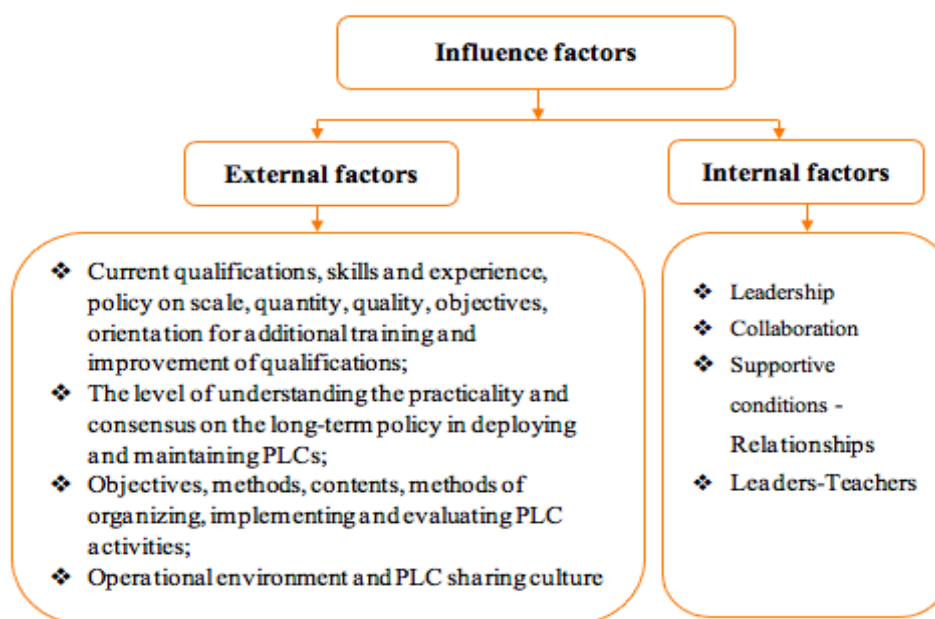 Influence factors
External factors
Internal factors
❖ Current qualifications, skills and experience,
policy on scale, quantity, quality, objectives,
orientation for additional training and
improvement of qualifications;
❖ The level of understanding the practicality and
consensus on the long-term policy in deploying
and maintaining PLCs;
❖ Objectives, methods, contents, methods of
organizing, implementing and evaluating PLC
activities;
❖ Operational environment and PLC sharing culture
❖ Leadership
❖ Collaboration
❖ Supportive
conditions -
Relationships
❖ Leaders-Teachers